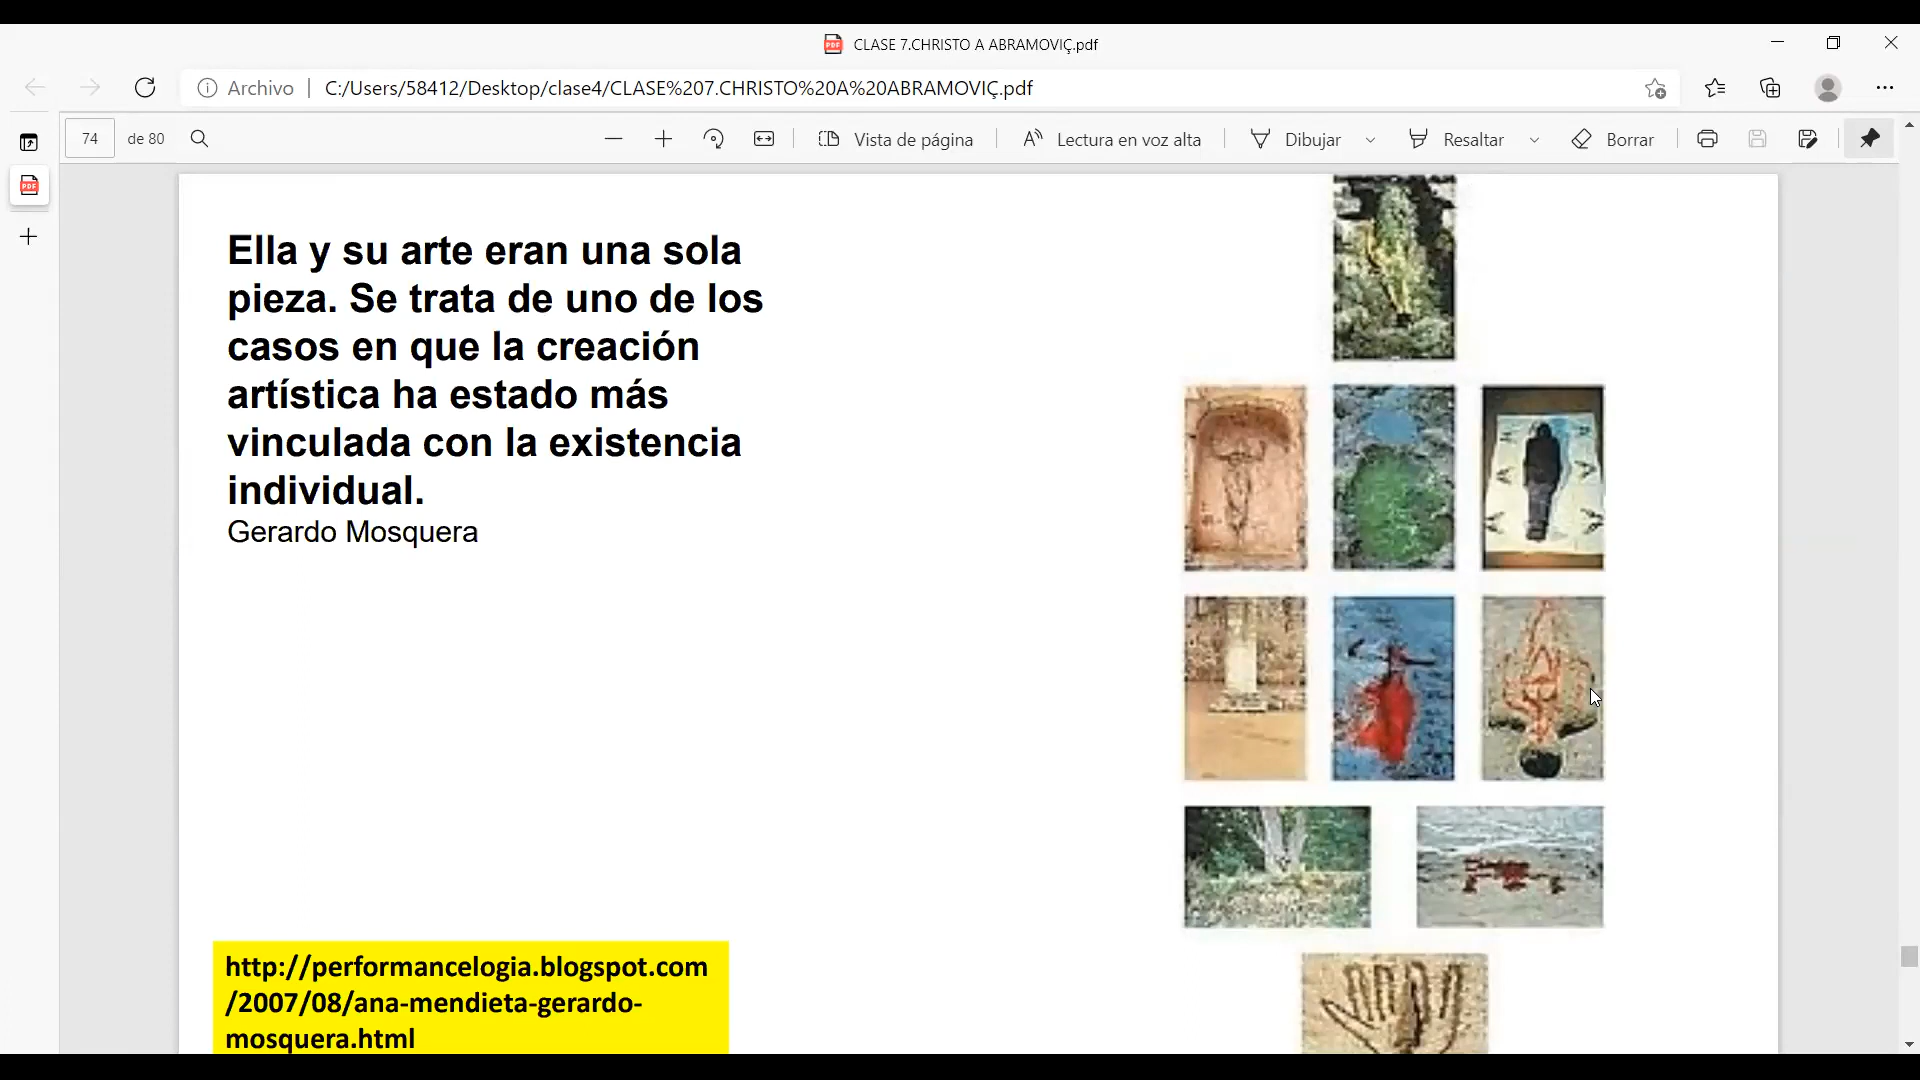 CLASE 7.CHRISTO A ABRAMOVIÇ.pdf
Archivo | C:/Users/58412/Desktop/clase4/CLASE%207.CHRISTO%20A%20ABRAMOVIÇ.pdf
74 de 80 Vista de página Lectura en voz alta Dibujar Resaltar Borrar
Ella y su arte eran una sola
pieza. Se trata de uno de los
casos en que la creación
artística ha estado más
vinculada con la existencia
individual.
Gerardo Mosquera
http://performancelogia.blogspot.com
/2007/08/ana-mendieta-gerardo-
mosquera.html